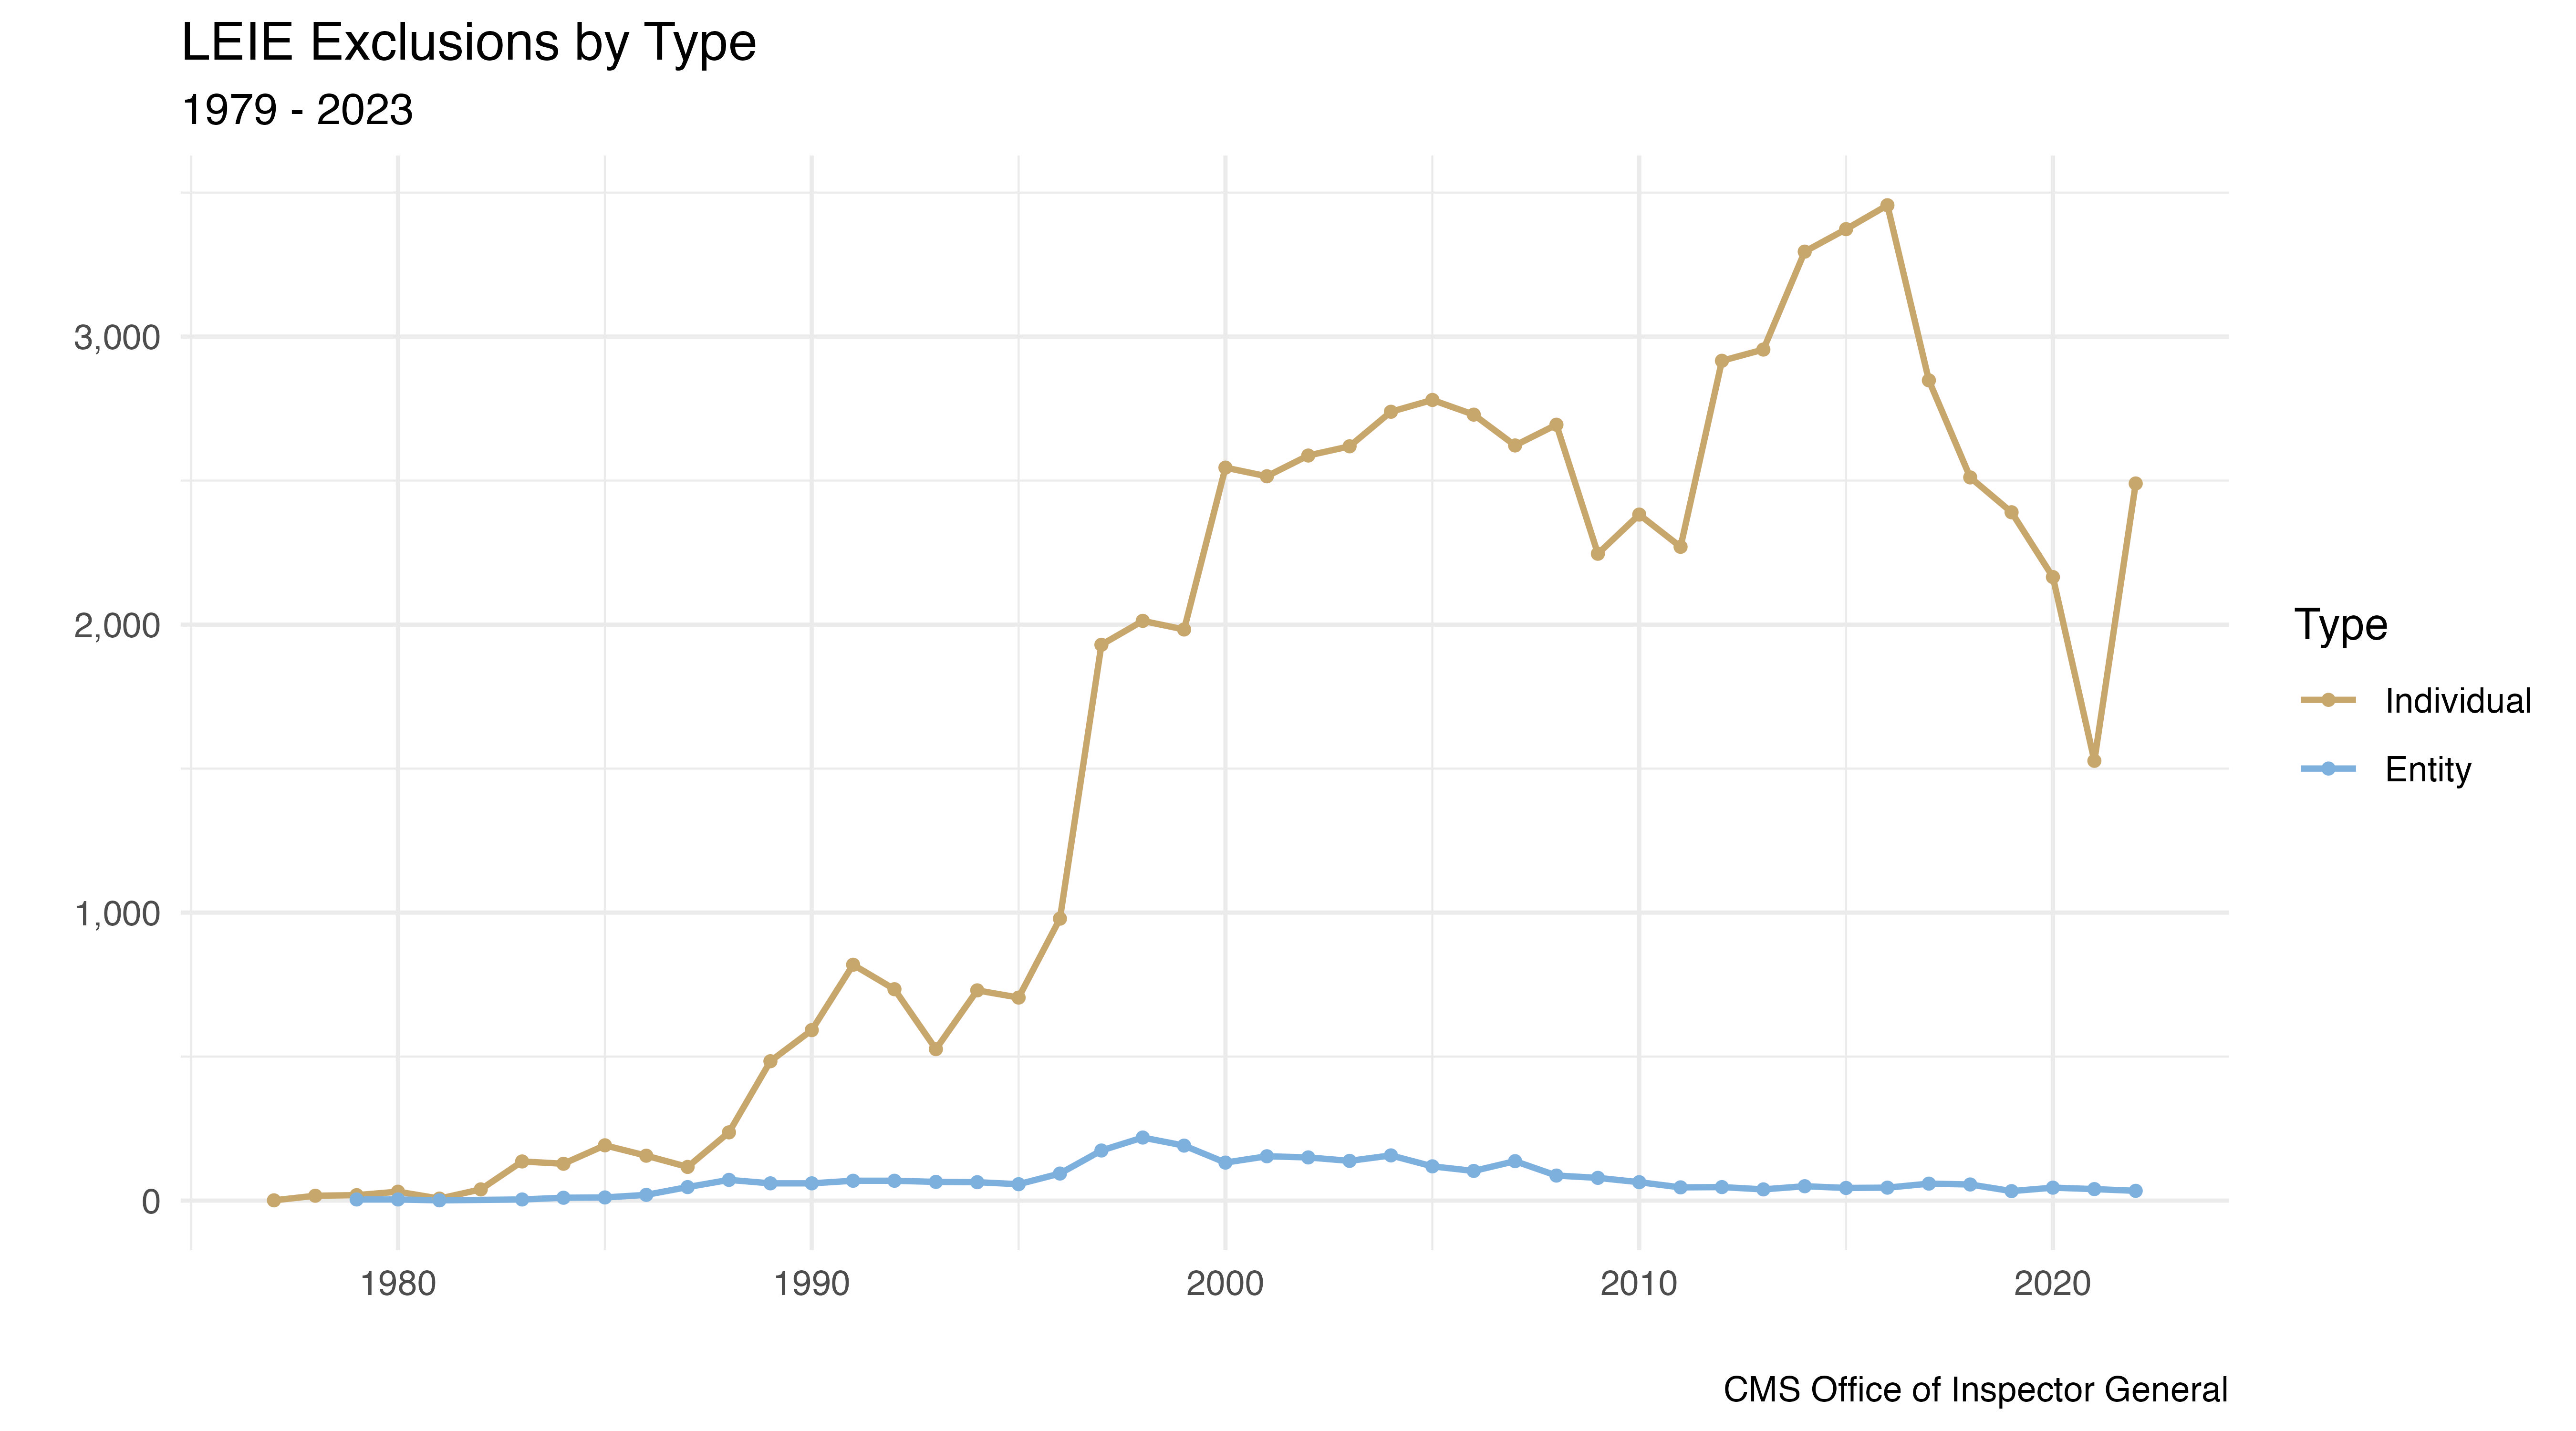 LEIE Exclusions by Type
1979 - 2023
3,000
2,000
1,000
0
1980
1990
2000
2010
2020
Type
Individual
Entity
CMS Office of Inspector General